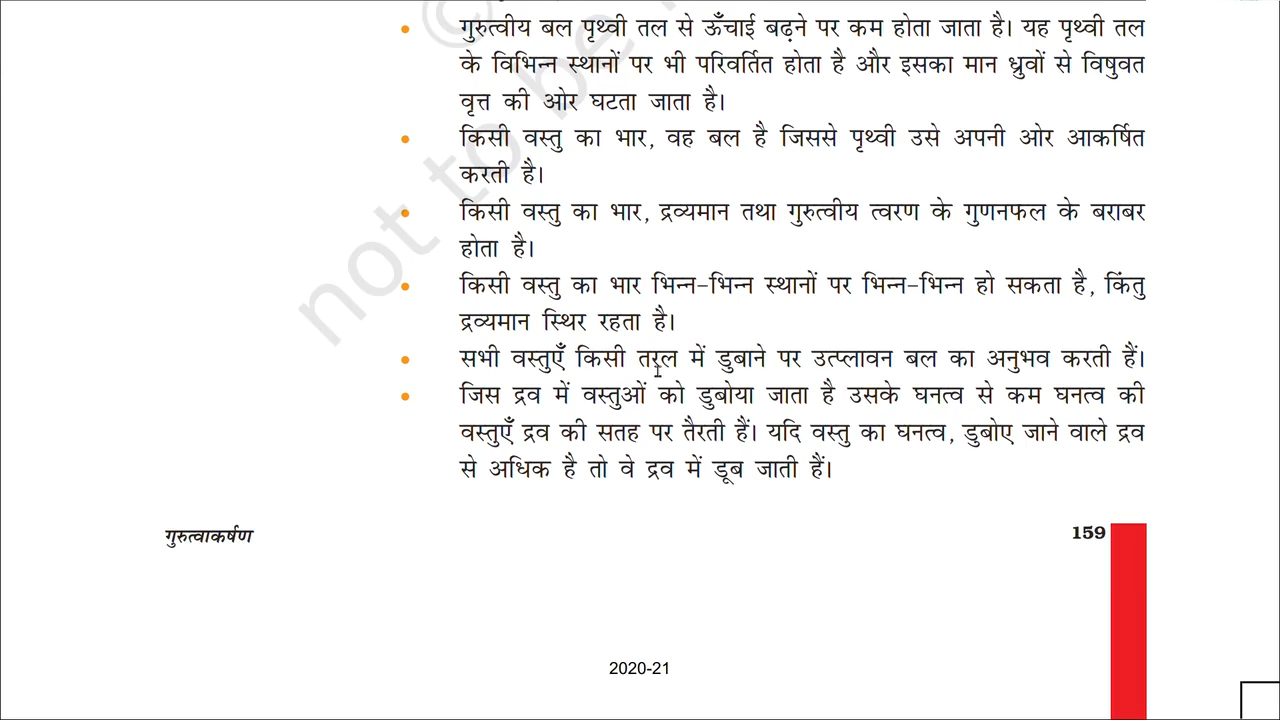 गुरुत्वीय बल पृथ्वी तल से ऊँचाई बढ़ने पर कम होता जाता है। यह पृथ्वी तल
के विभिन्न स्थानों पर भी परिवर्तित होता है और इसका मान ध्रुवों से विषुवत
वृत्त की ओर घटता जाता है।
किसी वस्तु का भार, वह बल है जिससे पृथ्वी उसे अपनी ओर आकर्षित
करती है।
किसी वस्तु का भार, द्रव्यमान तथा गुरुत्वीय त्वरण के गुणनफल के बराबर
होता है।
किसी वस्तु का भार भिन्न-भिन्न स्थानों पर भिन्न-भिन्न हो सकता है, किंतु
द्रव्यमान स्थिर रहता है।
सभी वस्तुएँ किसी तरल में डुबाने पर उत्प्लावन बल का अनुभव करती हैं।
जिस द्रव में वस्तुओं को डुबोया जाता है उसके घनत्व से कम घनत्व की
वस्तुएँ द्रव की सतह पर तैरती हैं। यदि वस्तु का घनत्व, डुबोए जाने वाले द्रव
से अधिक है तो वे द्रव में डूब जाती हैं।
गुरुत्वाकर्षण
159
2020-21
© not to be